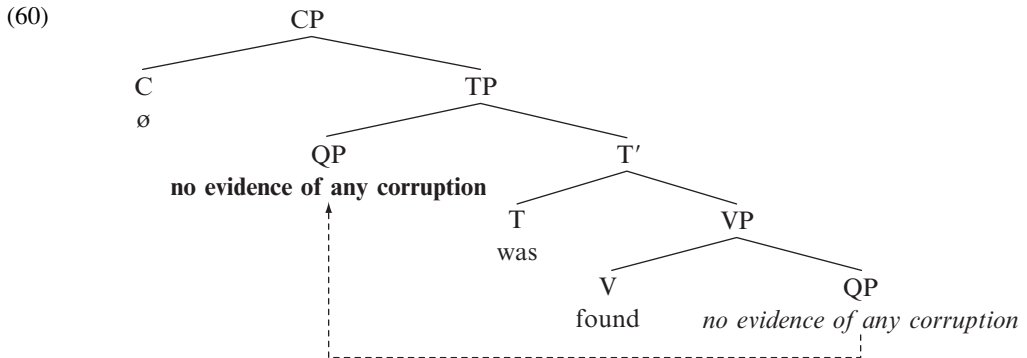 (60) CP
C TP
ø
QP T′
no evidence of any corruption
T VP
was
V QP
found no evidence of any corruption